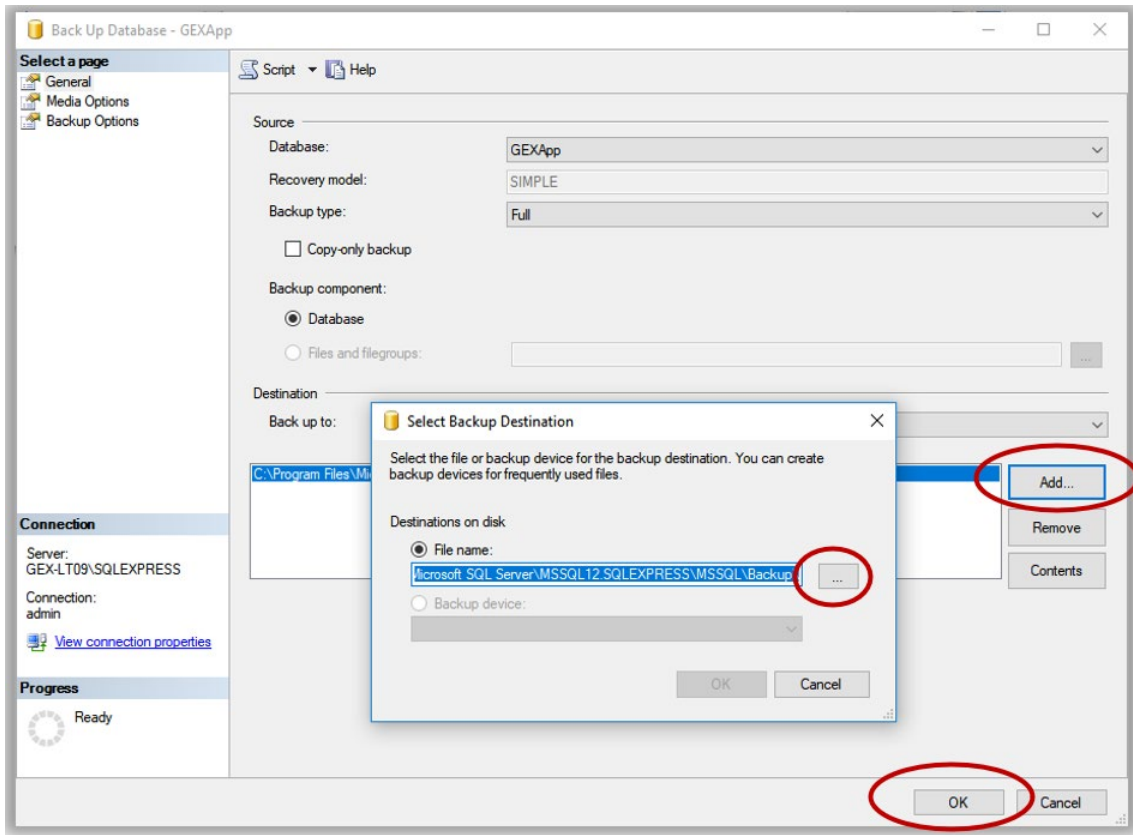 Back Up Database - GEXApp
Select a page
General
Media Options
Backup Options
Script
Help
Source
Database:
GEXApp
Recovery model:
SIMPLE
Backup type:
Full
Copy-only backup
Backup component:
Database
Files and filegroups:
...
Destination
Back up to:
C:\Program Files\Mi
Add...
Remove
Contents
Select Backup Destination
Select the file or backup device for the backup destination. You can create
backup devices for frequently used files.
Destinations on disk
File name:
Microsoft SQL Server\MSSQL12.SQLEXPRESS\MSSQL\Backup
...
Backup device:
OK
Cancel
Connection
Server:
GEX-LT09\SQLEXPRESS
Connection:
admin
View connection properties
Progress
Ready
OK
Cancel